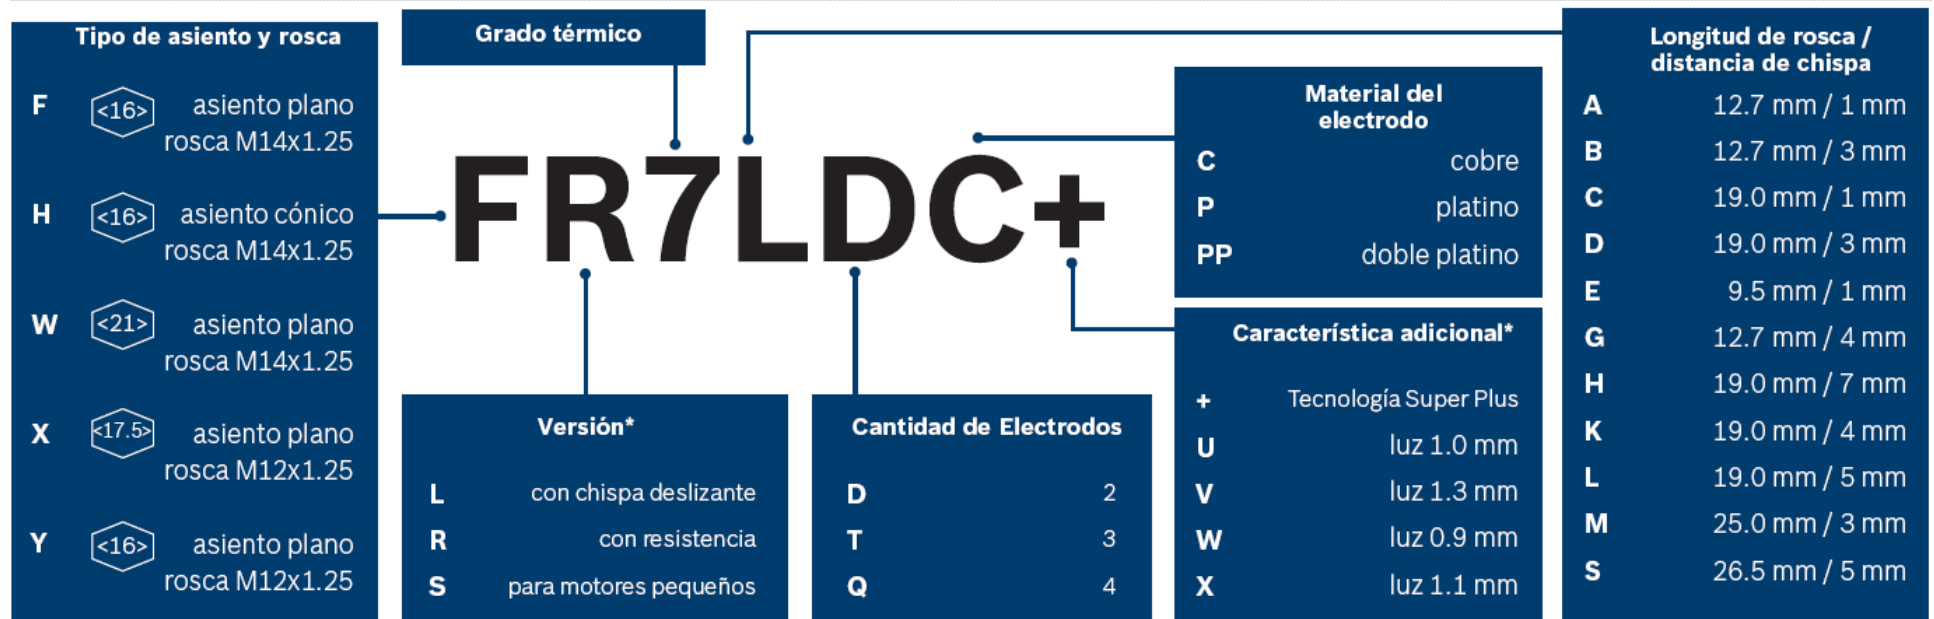 Tipo de asiento y rosca
F <16> asiento plano
rosca M14x1.25
H <16> asiento cónico
rosca M14x1.25
W <21> asiento plano
rosca M14x1.25
X <17.5> asiento plano
rosca M12x1.25
Y <16> asiento plano
rosca M12x1.25
Grado térmico
FR7LDC+
Versión*
L con chispa deslizante
R con resistencia
S para motores pequeños
Cantidad de Electrodos
D 2
T 3
Q 4
Material del
electrodo
C cobre
P platino
PP doble platino
Característica adicional*
+ Tecnología Super Plus
U luz 1.0 mm
V luz 1.3 mm
W luz 0.9 mm
X luz 1.1 mm
Longitud de rosca /
distancia de chispa
A 12.7 mm / 1 mm
B 12.7 mm / 3 mm
C 19.0 mm / 1 mm
D 19.0 mm / 3 mm
E 9.5 mm / 1 mm
G 12.7 mm / 4 mm
H 19.0 mm / 7 mm
K 19.0 mm / 4 mm
L 19.0 mm / 5 mm
M 25.0 mm / 3 mm
S 26.5 mm / 5 mm